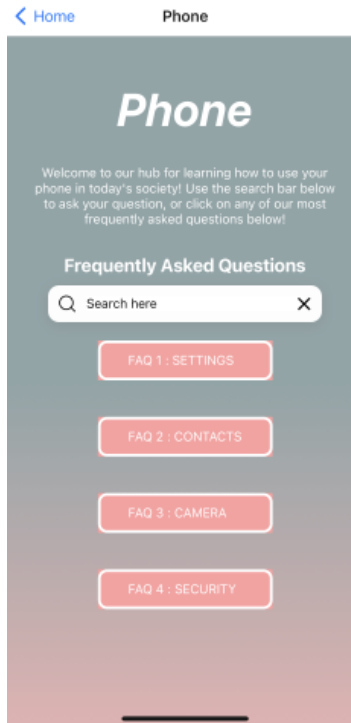 Home
Phone
Phone
Welcome to our hub for learning how to use your
phone in today's society! Use the search bar below
to ask your question, or click on any of our most
frequently asked questions below!
Frequently Asked Questions
Search here
FAQ 1 : SETTINGS
FAQ 2 : CONTACTS
FAQ 3 : CAMERA
FAQ 4 : SECURITY